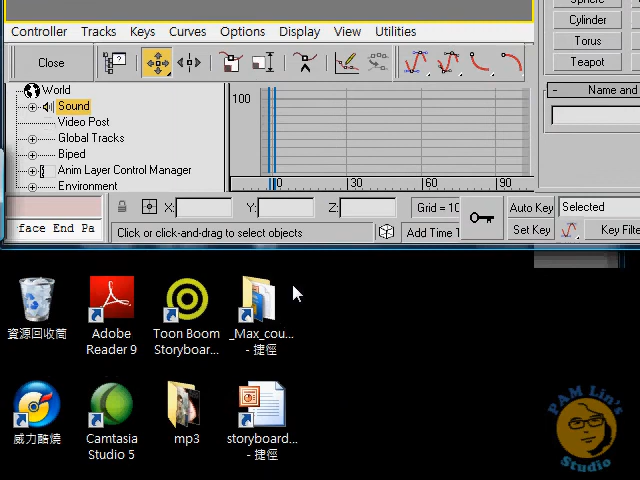 Cylinder
Torus
Teapot
Controller Tracks Keys Curves Options Display View Utilities
Close
Name and
World
Sound
Video Post
Global Tracks
Biped
Anim Layer Control Manager
Environment
100
0 30 60 90
X: Y: Z: Grid = 10 Auto Key Selected
face End Pa Click or click-and-drag to select objects Add Time T Set Key Key Filte
資源回收筒
Adobe
Reader 9
Toon Boom
Storyboar...
_Max_cou...
- 捷徑
威力酷燒
Camtasia
Studio 5
mp3
storyboard...
- 捷徑
PAM Lin's
Studio